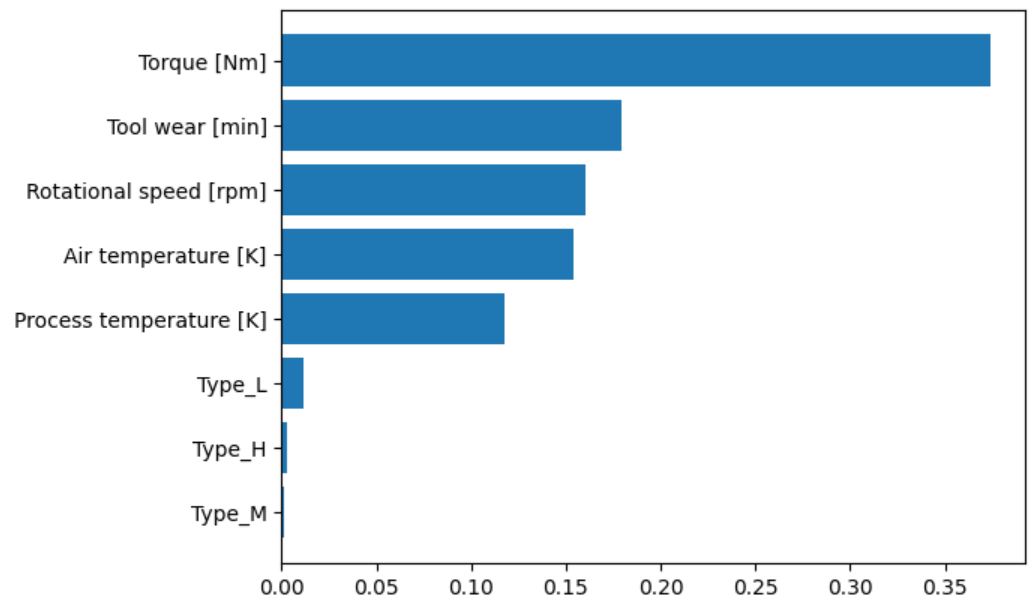 Torque [Nm]
Tool wear [min]
Rotational speed [rpm]
Air temperature [K]
Process temperature [K]
Type_L
Type_H
Type_M
0.00 0.05 0.10 0.15 0.20 0.25 0.30 0.35